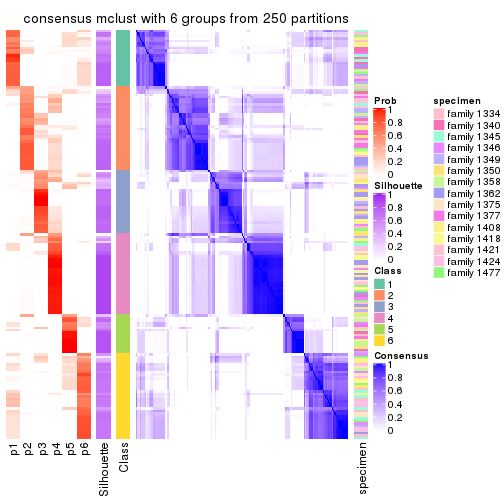 consensus mclust with 6 groups from 250 partitions
Prob
1
0.8
0.6
0.4
0.2
0
Silhouette
1
0.8
0.6
0.4
0.2
0
Class
1
2
3
4
5
6
Consensus
1
0.8
0.6
0.4
0.2
0
specimen
family 1334
family 1340
family 1345
family 1346
family 1349
family 1350
family 1358
family 1362
family 1375
family 1377
family 1408
family 1418
family 1421
family 1424
family 1477
p1
p2
p3
p4
p5
p6
Silhouette
Class
specimen